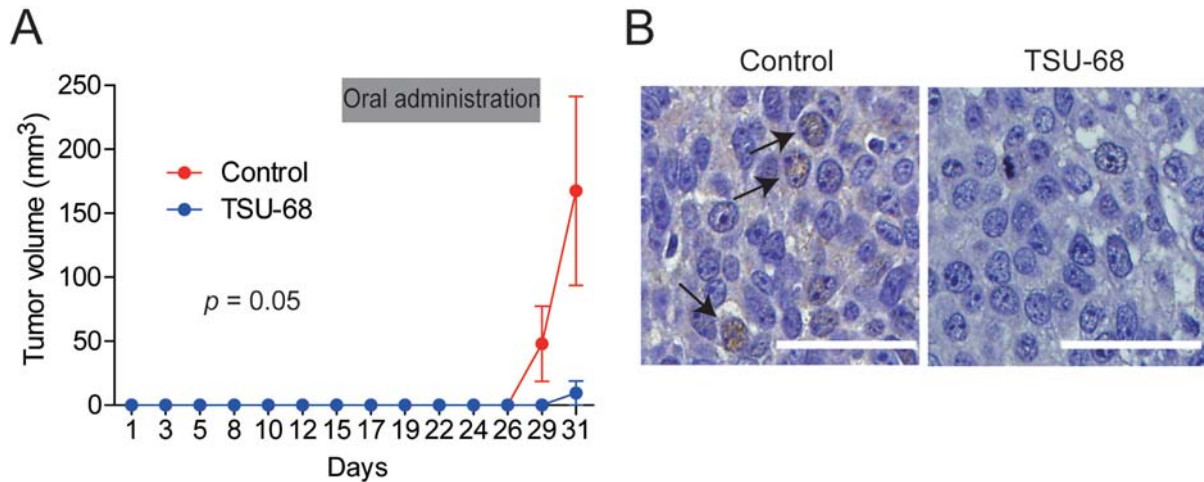 A
Tumor volume (mm³)
250
200
150
100
50
0
Oral administration
Control
TSU-68
p = 0.05
1 3 5 8 10 12 15 17 19 22 24 26 29 31
Days
B
Control
TSU-68